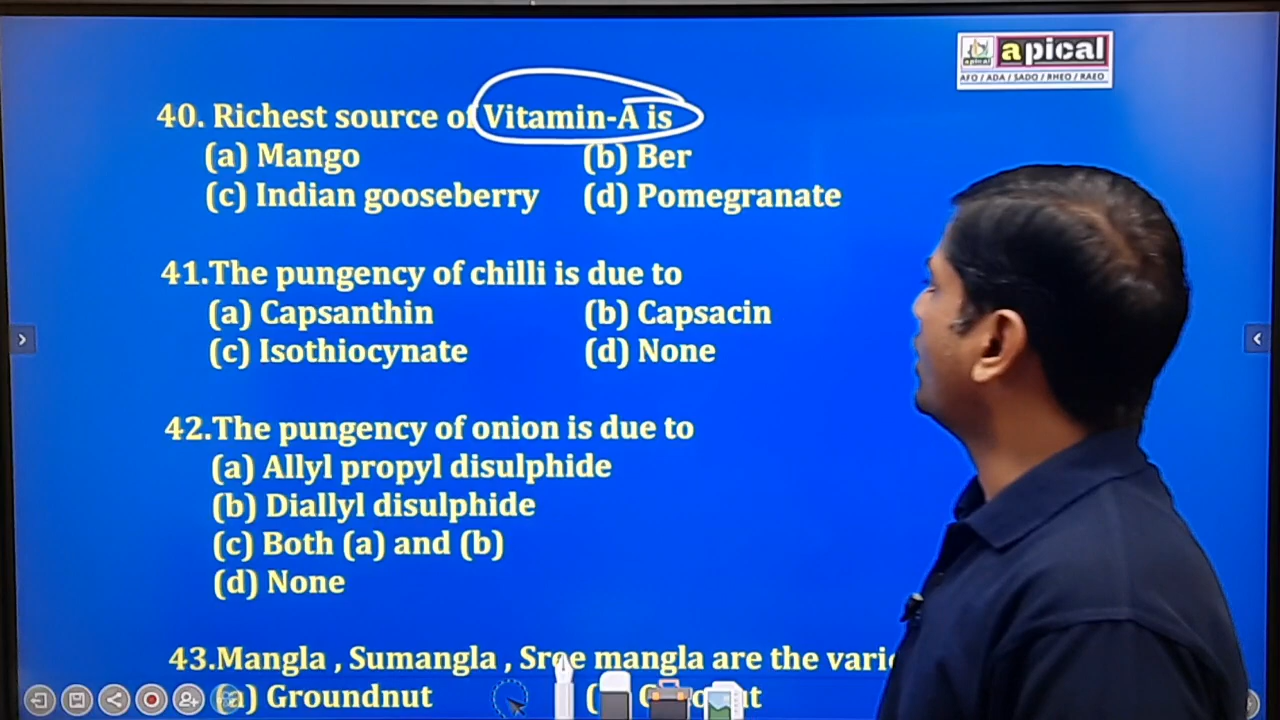 apical
apical
AFO / ADA / SADO / RHEO / RAEO
40. Richest source of Vitamin-A is
(a) Mango (b) Ber
(c) Indian gooseberry (d) Pomegranate
41.The pungency of chilli is due to
(a) Capsanthin (b) Capsacin
(c) Isothiocynate (d) None
42.The pungency of onion is due to
(a) Allyl propyl disulphide
(b) Diallyl disulphide
(c) Both (a) and (b)
(d) None
43.Mangla , Sumangla , Sree mangla are the
(a) Groundnut